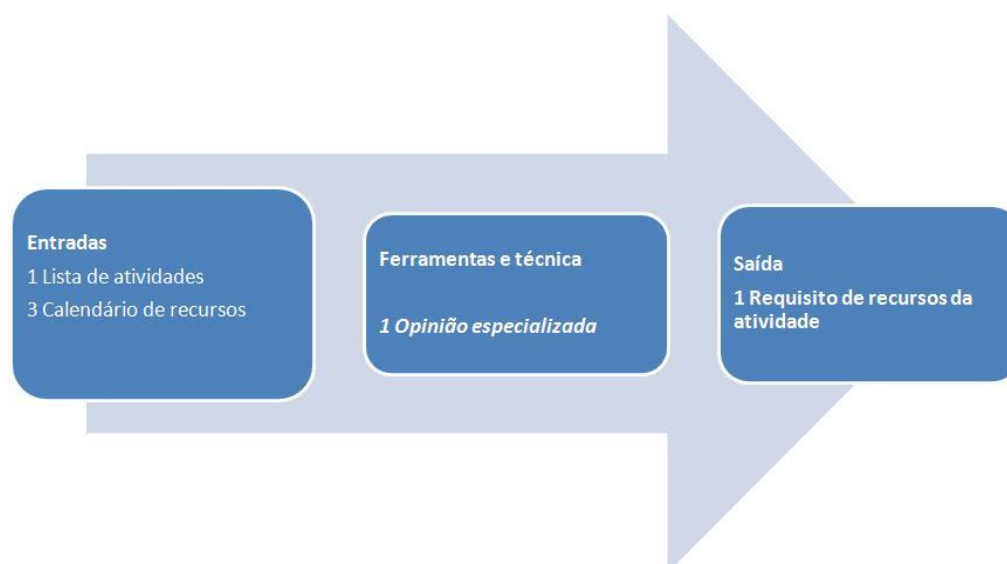 Entradas
1 Lista de atividades
3 Calendário de recursos
Ferramentas e técnica
1 Opinião especializada
Saída
1 Requisito de recursos da
atividade